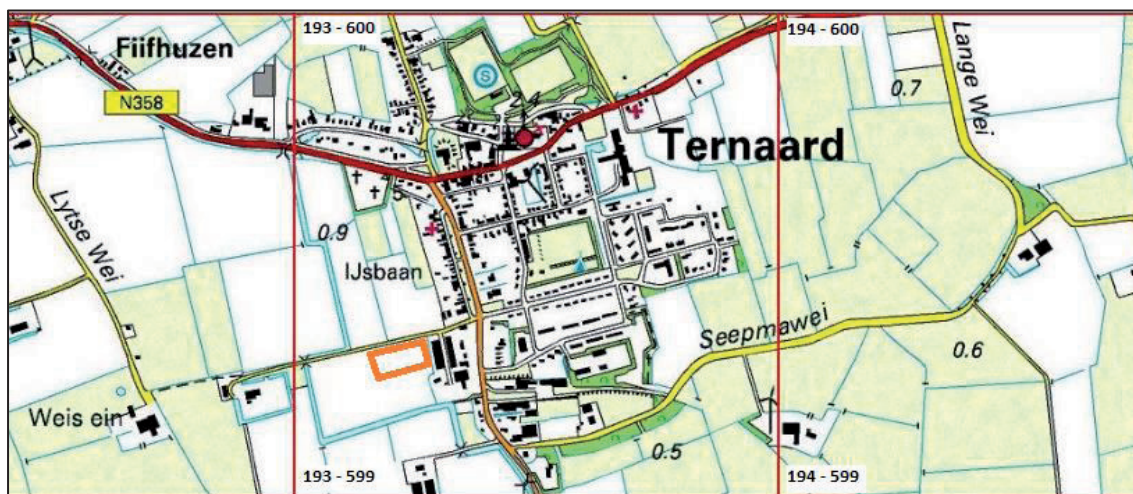 193 - 600
194 - 600
Fiifhuzen
Lange Wei
S
0.7
N358
24
Ternaard
Lytse Wei
0.9
IJsbaan
Seepmawei
0.6
Weis ein
0.5
193 - 599
194 - 599